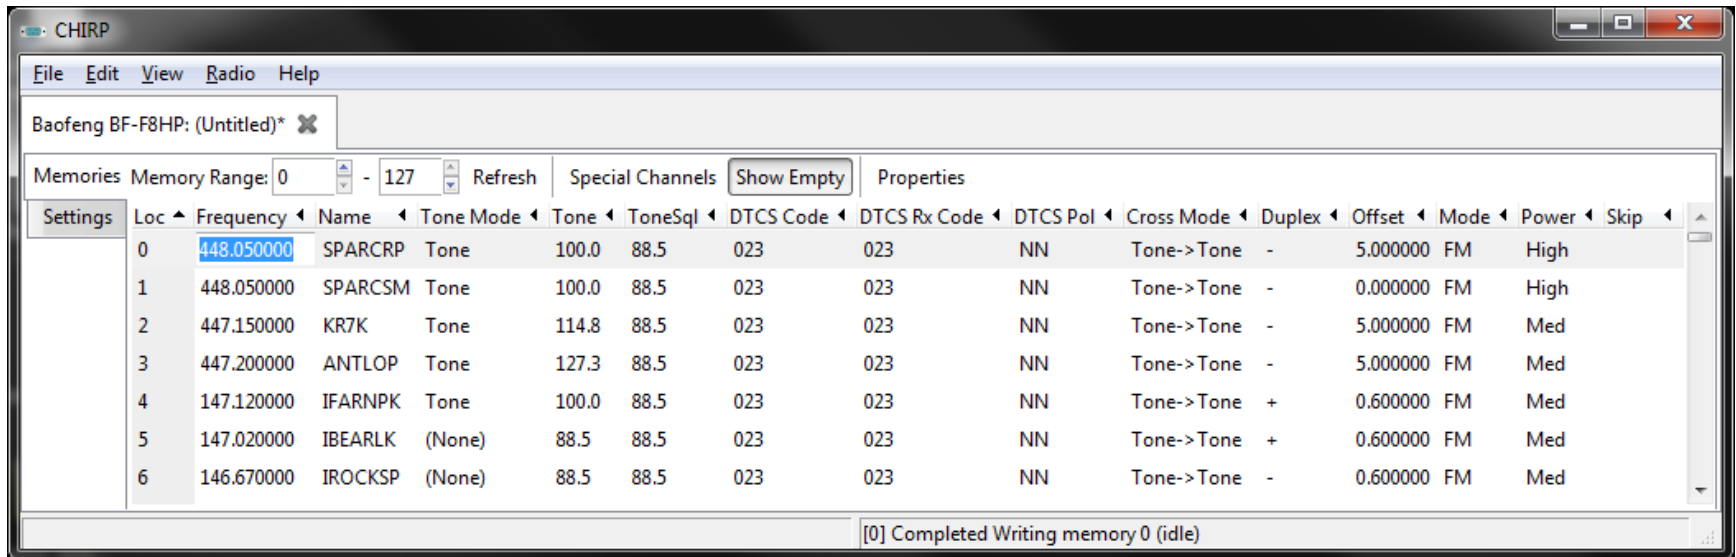 CHIRP
File Edit View Radio Help
Baofeng BF-F8HP: (Untitled)*
Memories Memory Range: 0 - 127 Refresh Special Channels Show Empty Properties
Settings Loc Frequency Name Tone Mode Tone ToneSql DTCS Code DTCS Rx Code DTCS Pol Cross Mode Duplex Offset Mode Power Skip
0 448.050000 SPARCRP Tone 100.0 88.5 023 023 NN Tone->Tone - 5.000000 FM High
1 448.050000 SPARCSM Tone 100.0 88.5 023 023 NN Tone->Tone - 0.000000 FM High
2 447.150000 KR7K Tone 114.8 88.5 023 023 NN Tone->Tone - 5.000000 FM Med
3 447.200000 ANTLOP Tone 127.3 88.5 023 023 NN Tone->Tone - 5.000000 FM Med
4 147.120000 IFARNPK Tone 100.0 88.5 023 023 NN Tone->Tone + 0.600000 FM Med
5 147.020000 IBEARLK (None) 88.5 88.5 023 023 NN Tone->Tone + 0.600000 FM Med
6 146.670000 IROCKSP (None) 88.5 88.5 023 023 NN Tone->Tone - 0.600000 FM Med
[0] Completed Writing memory 0 (idle)